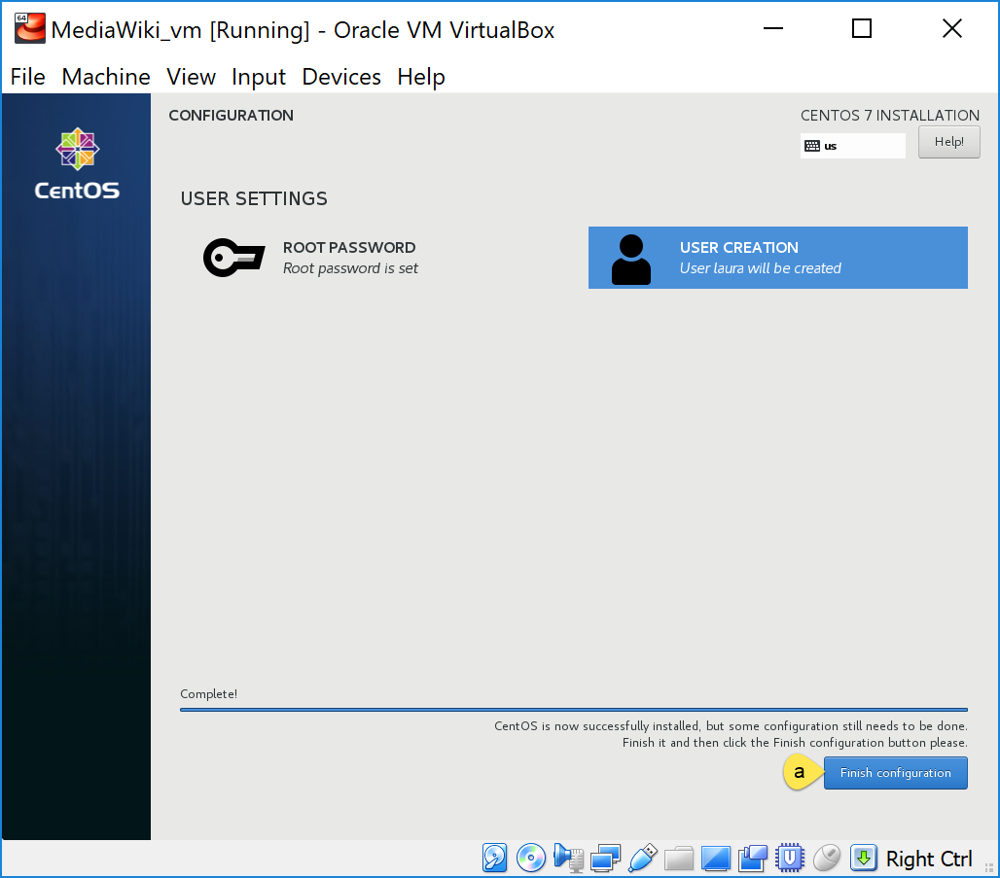 64
MediaWiki_vm [Running] - Oracle VM VirtualBox
File Machine View Input Devices Help
CentOS
CONFIGURATION
CENTOS 7 INSTALLATION
us
Help!
USER SETTINGS
ROOT PASSWORD
Root password is set
USER CREATION
User laura will be created
Complete!
CentOS is now successfully installed, but some configuration still needs to be done.
Finish it and then click the Finish configuration button please.
a
Finish configuration
Right Ctrl